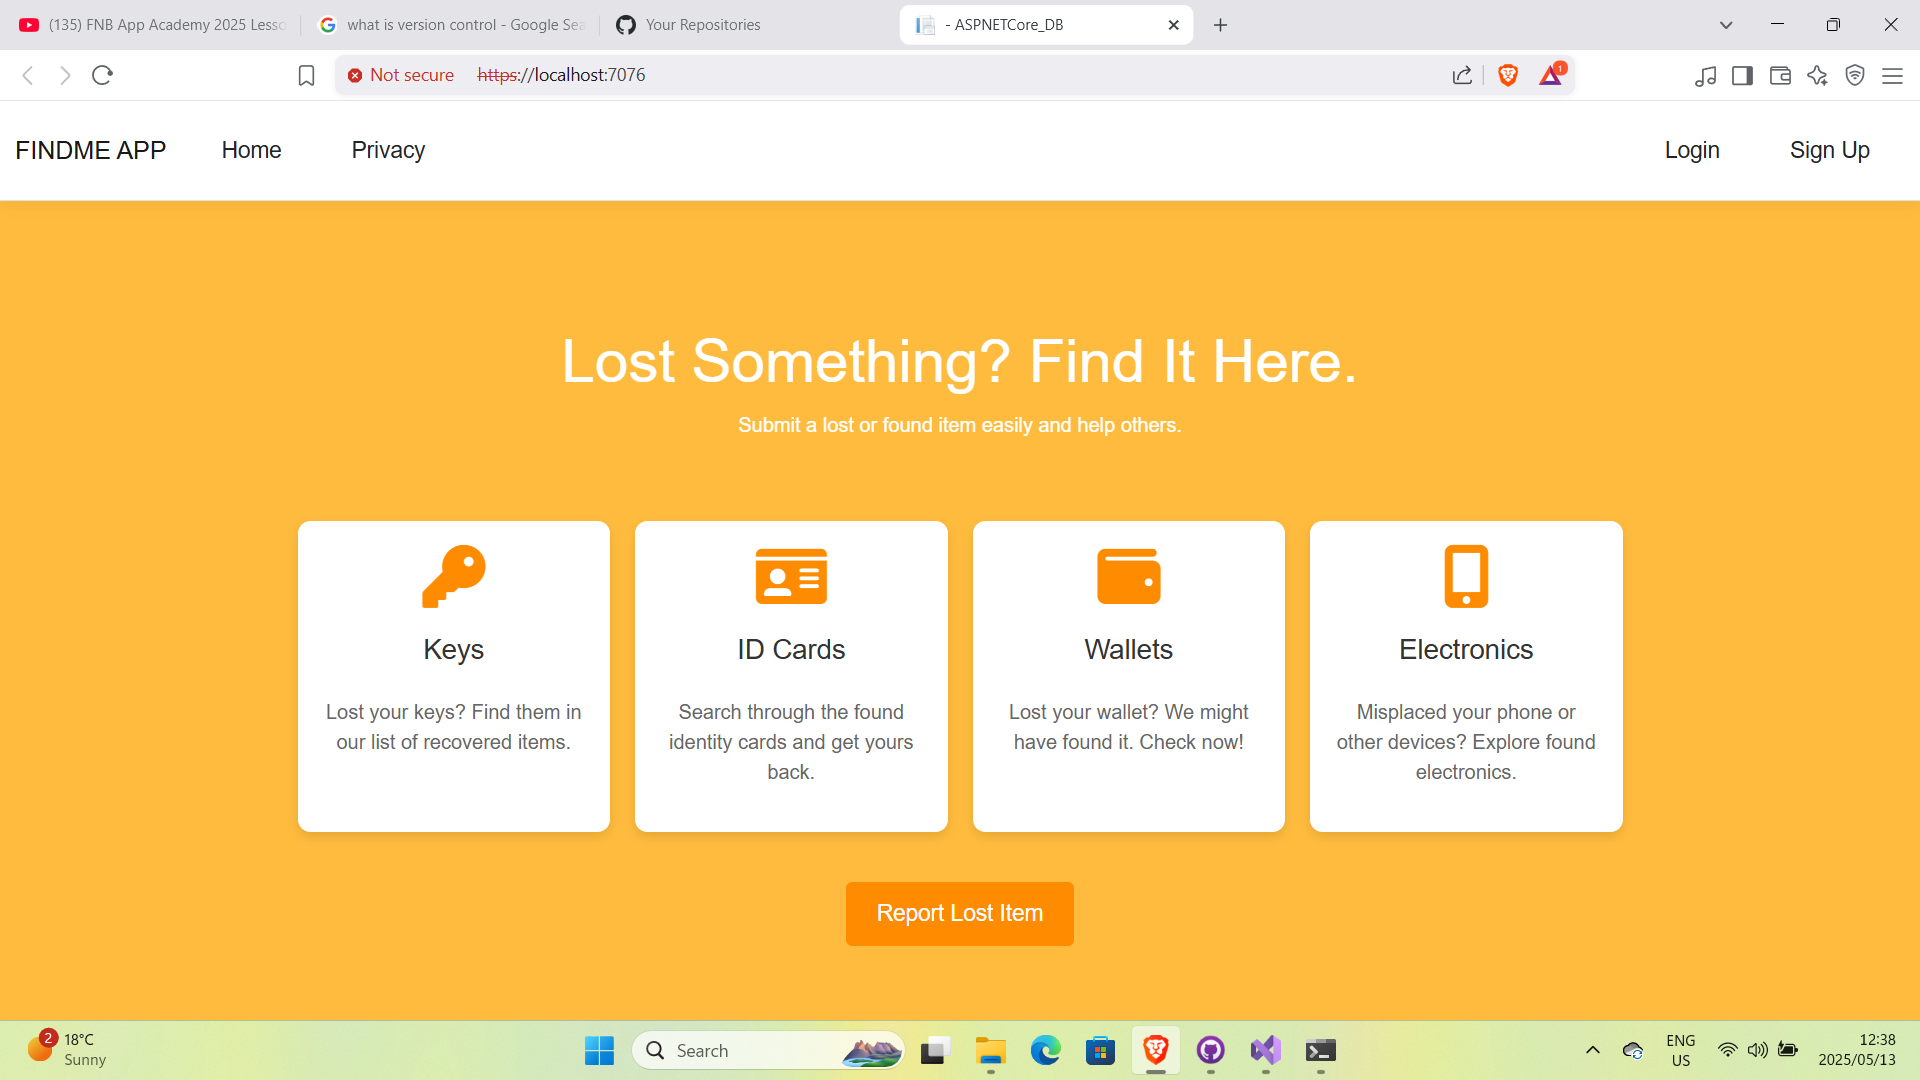 (135) FNB App Academy 2025 Lesso
what is version control - Google Sea
Your Repositories
- ASPNETCore_DB
Not secure
https://localhost:7076
1
FINDME APP
Home
Privacy
Login
Sign Up
Lost Something? Find It Here.
Submit a lost or found item easily and help others.
Keys
Lost your keys? Find them in
our list of recovered items.
ID Cards
Search through the found
identity cards and get yours
back.
Wallets
Lost your wallet? We might
have found it. Check now!
Electronics
Misplaced your phone or
other devices? Explore found
electronics.
Report Lost Item
2
18°C
Sunny
Search
ENG
US
12:38
2025/05/13